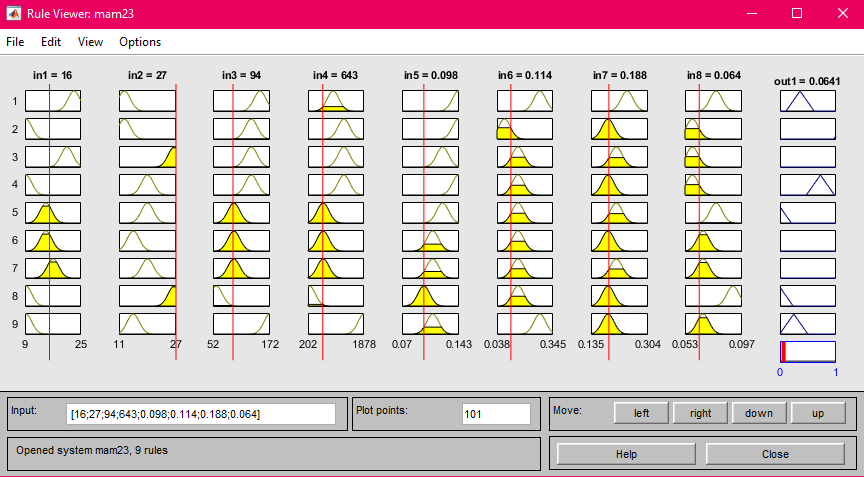 Rule Viewer: mam23
File Edit View Options
in1 = 16 in2 = 27 in3 = 94 in4 = 643 in5 = 0.098 in6 = 0.114 in7 = 0.188 in8 = 0.064 out1 = 0.0641
1
2
3
4
5
6
7
8
9
9 25 11 27 52 172 202 1878 0.07 0.143 0.038 0.345 0.135 0.304 0.053 0.097
0 1
Input: [16;27;94;643;0.098;0.114;0.188;0.064] Plot points: 101 Move: left right down up
Opened system mam23, 9 rules Help Close